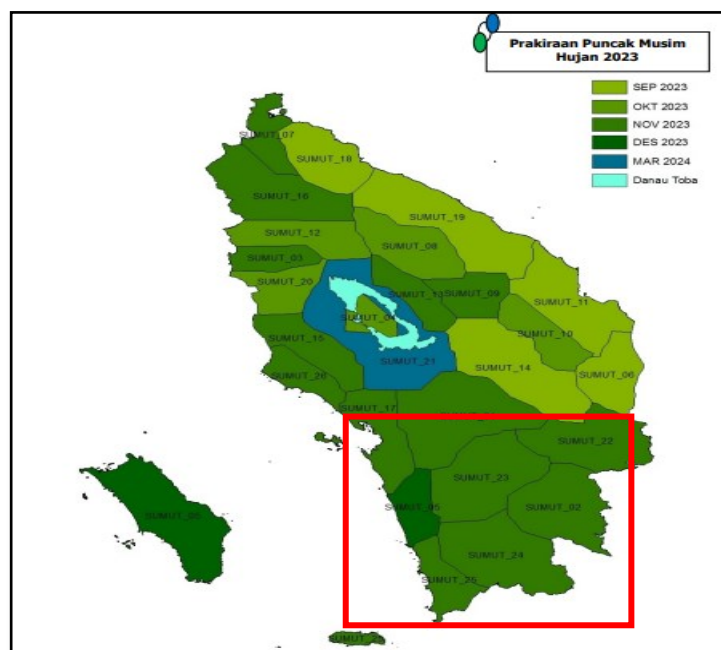 Prakiraan Puncak Musim
Hujan 2023
SEP 2023
OKT 2023
NOV 2023
DES 2023
MAR 2024
Danau Toba
SUMUT_07
SUMUT_18
SUMUT_16
SUMUT_19
SUMUT_12
SUMUT_08
SUMUT_03
SUMUT_20
SUMUT_13
SUMUT_09
SUMUT_11
SUMUT_10
SUMUT_15
SUMUT_21
SUMUT_14
SUMUT_06
SUMUT_26
SUMUT_17
SUMUT_22
SUMUT_23
SUMUT_02
SUMUT_05
SUMUT_24
SUMUT_25